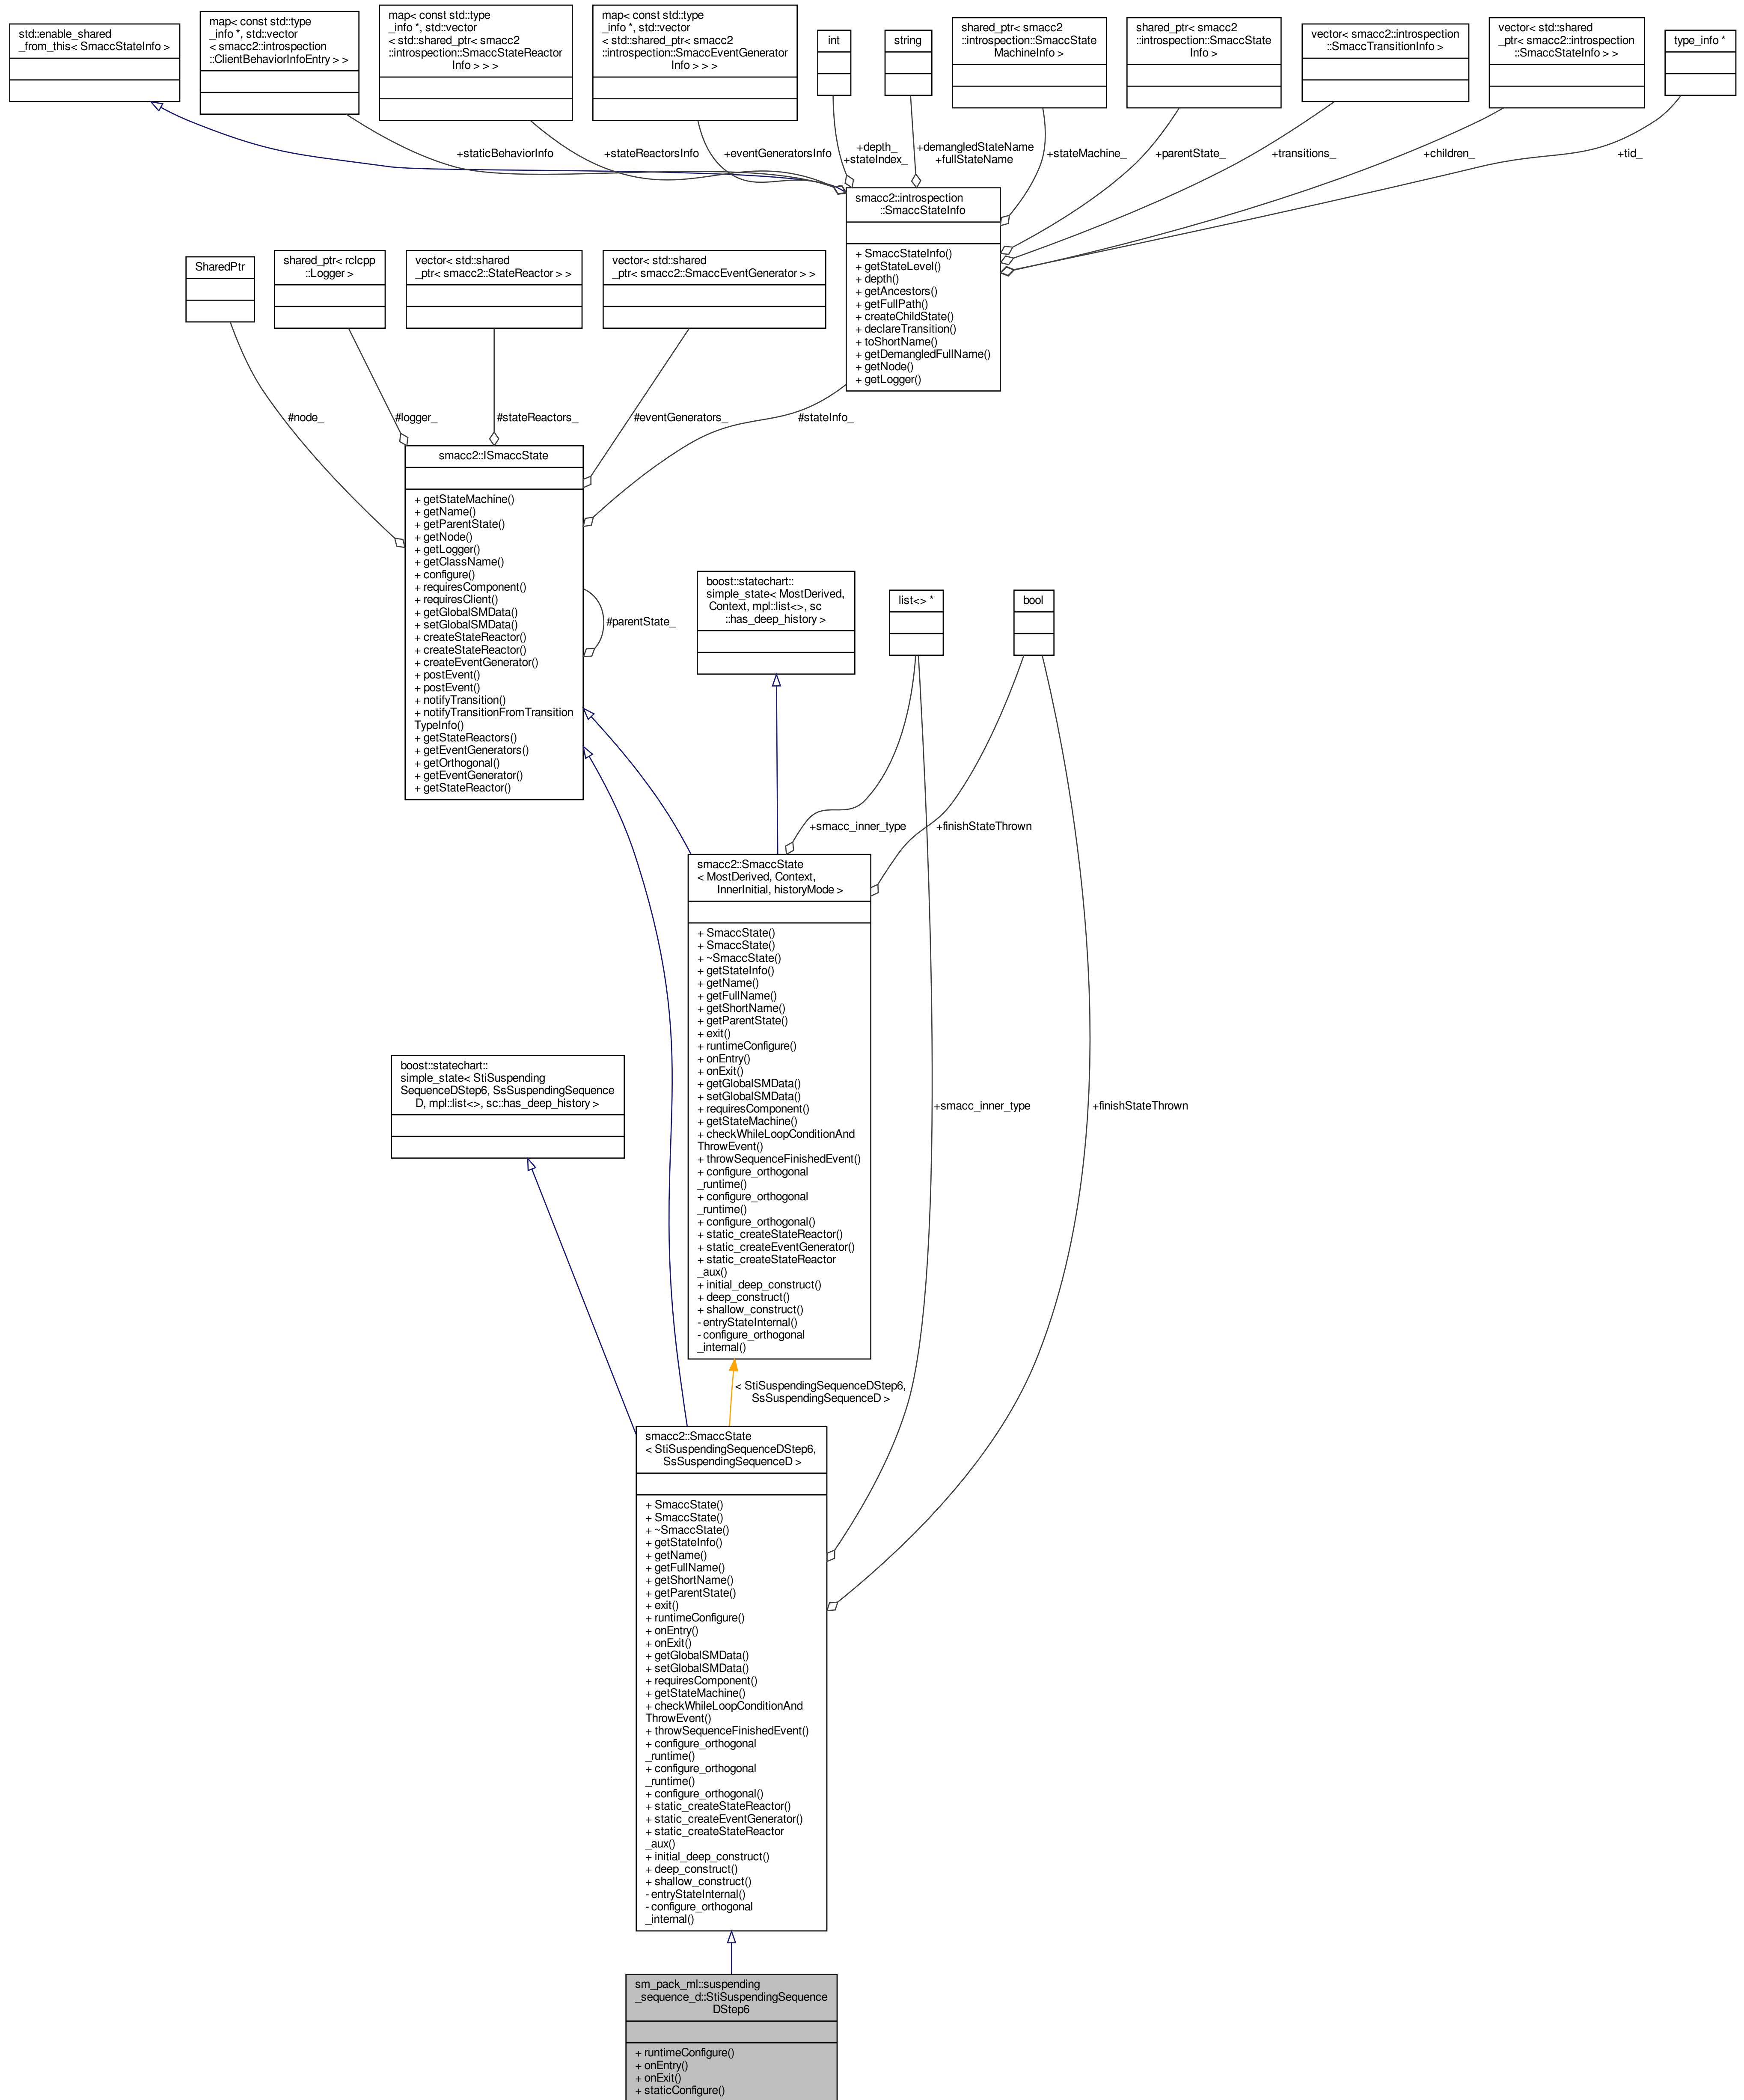 std::enable_shared
_from_this< SmaccStateInfo >
map< const std::type
_info *, std::vector
< smacc2::introspection
::ClientBehaviorInfoEntry > >
map< const std::type
_info *, std::vector
< std::shared_ptr< smacc2
::introspection::SmaccStateReactor
Info > > >
map< const std::type
_info *, std::vector
< std::shared_ptr< smacc2
::introspection::SmaccEventGenerator
Info > > >
int
string
shared_ptr< smacc2
::introspection::SmaccState
MachineInfo >
shared_ptr< smacc2
::introspection::SmaccState
Info >
vector< smacc2::introspection
::SmaccTransitionInfo >
vector< std::shared
_ptr< smacc2::introspection
::SmaccStateInfo > >
type_info *
+staticBehaviorInfo
+stateReactorsInfo
+eventGeneratorsInfo
+depth_
+stateIndex_
+demangledStateName
+fullStateName
+stateMachine_
+parentState_
+transitions_
+children_
+tid_
smacc2::introspection
::SmaccStateInfo
+ SmaccStateInfo()
+ getStateLevel()
+ depth()
+ getAncestors()
+ getFullPath()
+ createChildState()
+ declareTransition()
+ toShortName()
+ getDemangledFullName()
+ getNode()
+ getLogger()
SharedPtr
shared_ptr< rclcpp
::Logger >
vector< std::shared
_ptr< smacc2::StateReactor > >
vector< std::shared
_ptr< smacc2::SmaccEventGenerator > >
#node_
#logger_
#stateReactors_
#eventGenerators_
#stateInfo_
smacc2::ISmaccState
+ getStateMachine()
+ getName()
+ getParentState()
+ getNode()
+ getLogger()
+ getClassName()
+ configure()
+ requiresComponent()
+ requiresClient()
+ getGlobalSMData()
+ setGlobalSMData()
+ createStateReactor()
+ createStateReactor()
+ createEventGenerator()
+ postEvent()
+ postEvent()
+ notifyTransition()
+ notifyTransitionFromTransition
TypeInfo()
+ getStateReactors()
+ getEventGenerators()
+ getOrthogonal()
+ getEventGenerator()
+ getStateReactor()
#parentState_
boost::statechart::
simple_state< MostDerived,
Context, mpl::list<>, sc
::has_deep_history >
list<> *
bool
+smacc_inner_type
+finishStateThrown
smacc2::SmaccState
< MostDerived, Context,
InnerInitial, historyMode >
+ SmaccState()
+ SmaccState()
+ ~SmaccState()
+ getStateInfo()
+ getName()
+ getFullName()
+ getShortName()
+ getParentState()
+ exit()
+ runtimeConfigure()
+ onEntry()
+ onExit()
+ getGlobalSMData()
+ setGlobalSMData()
+ requiresComponent()
+ getStateMachine()
+ checkWhileLoopConditionAnd
ThrowEvent()
+ throwSequenceFinishedEvent()
+ configure_orthogonal
_runtime()
+ configure_orthogonal
_runtime()
+ configure_orthogonal()
+ static_createStateReactor()
+ static_createEventGenerator()
+ static_createStateReactor
_aux()
+ initial_deep_construct()
+ deep_construct()
+ shallow_construct()
- entryStateInternal()
- configure_orthogonal
_internal()
boost::statechart::
simple_state< StiSuspending
SequenceDStep6, SsSuspendingSequence
D, mpl::list<>, sc::has_deep_history >
+smacc_inner_type
+finishStateThrown
< StiSuspendingSequenceDStep6,
SsSuspendingSequenceD >
smacc2::SmaccState
< StiSuspendingSequenceDStep6,
SsSuspendingSequenceD >
+ SmaccState()
+ SmaccState()
+ ~SmaccState()
+ getStateInfo()
+ getName()
+ getFullName()
+ getShortName()
+ getParentState()
+ exit()
+ runtimeConfigure()
+ onEntry()
+ onExit()
+ getGlobalSMData()
+ setGlobalSMData()
+ requiresComponent()
+ getStateMachine()
+ checkWhileLoopConditionAnd
ThrowEvent()
+ throwSequenceFinishedEvent()
+ configure_orthogonal
_runtime()
+ configure_orthogonal
_runtime()
+ configure_orthogonal()
+ static_createStateReactor()
+ static_createEventGenerator()
+ static_createStateReactor
_aux()
+ initial_deep_construct()
+ deep_construct()
+ shallow_construct()
- entryStateInternal()
- configure_orthogonal
_internal()
sm_pack_ml::suspending
_sequence_d::StiSuspendingSequence
DStep6
+ runtimeConfigure()
+ onEntry()
+ onExit()
+ staticConfigure()